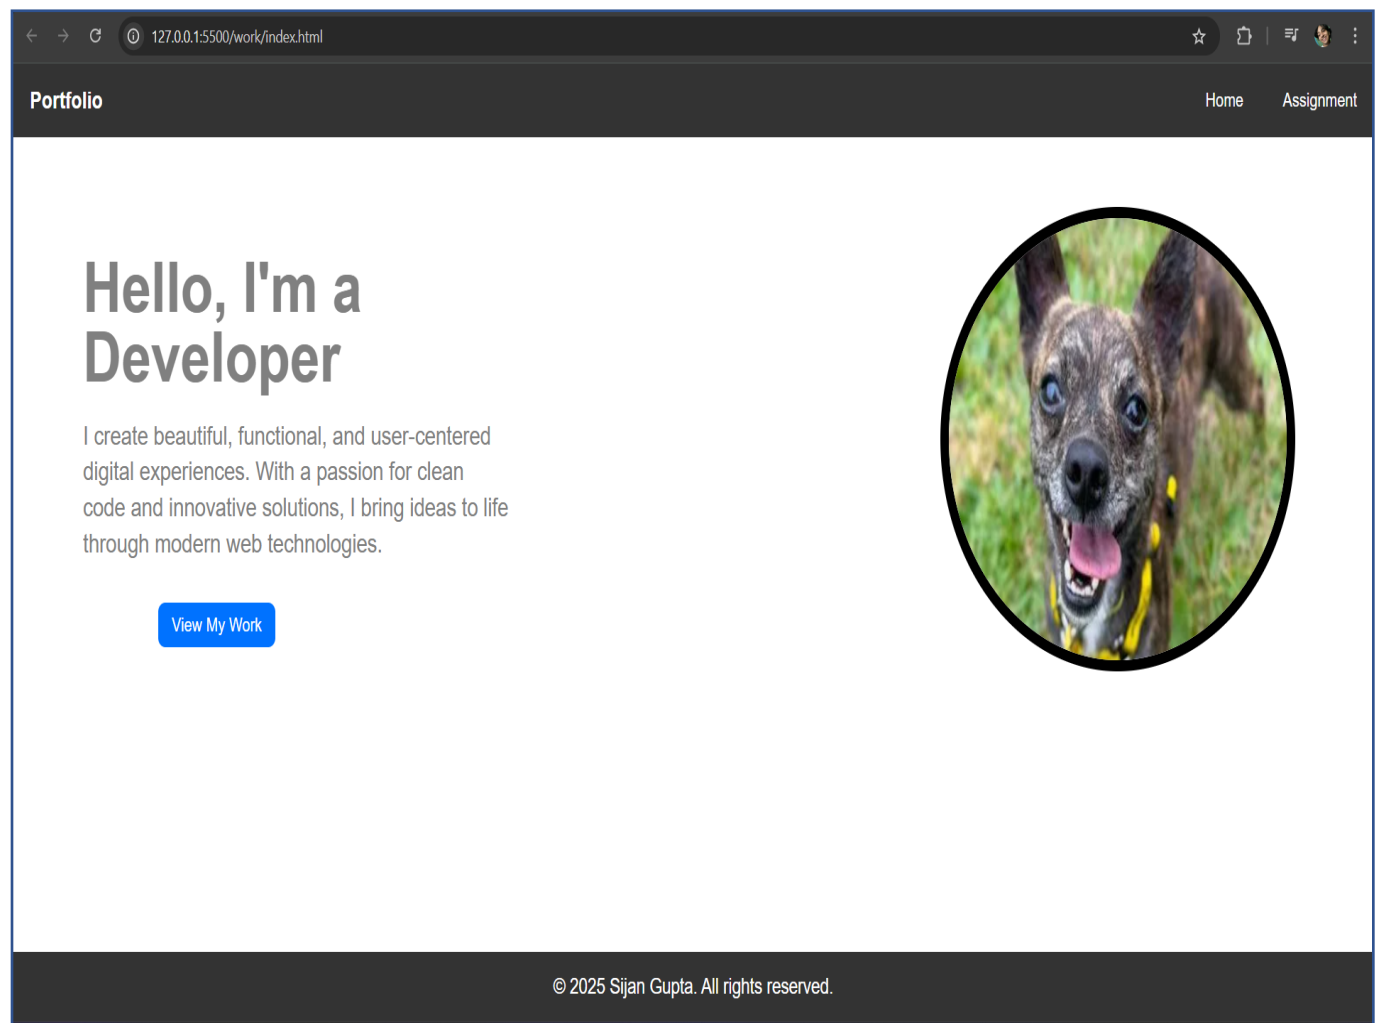 127.0.0.1:5500/work/index.html
Portfolio
Home
Assignment
Hello, I'm a
Developer
I create beautiful, functional, and user-centered
digital experiences. With a passion for clean
code and innovative solutions, I bring ideas to life
through modern web technologies.
View My Work
© 2025 Sijan Gupta. All rights reserved.